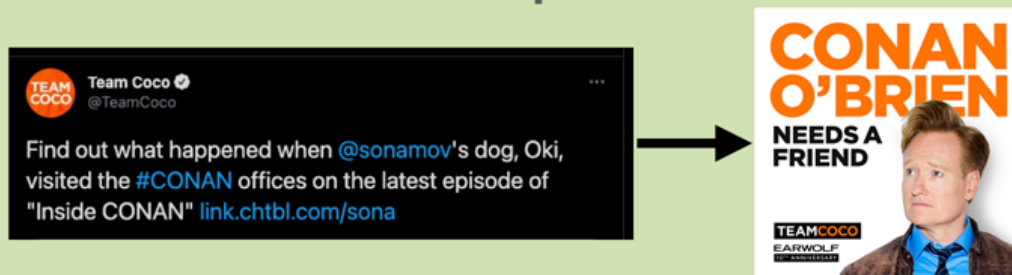 TEAM
COCO
Team Coco
@TeamCoco
Find out what happened when @sonamov's dog, Oki,
visited the #CONAN offices on the latest episode of
"Inside CONAN" link.chtbl.com/sona
CONAN
O'BRIEN
NEEDS A
FRIEND
TEAMCOCO
EARWOLF
10TH ANNIVERSARY